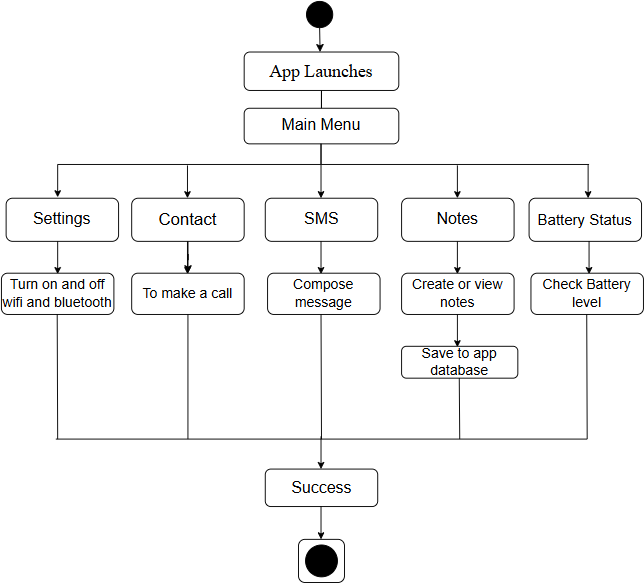 App Launches
Main Menu
Settings
Contact
SMS
Notes
Battery Status
Turn on and off
wifi and bluetooth
To make a call
Compose
message
Create or view
notes
Check Battery
level
Save to app
database
Success